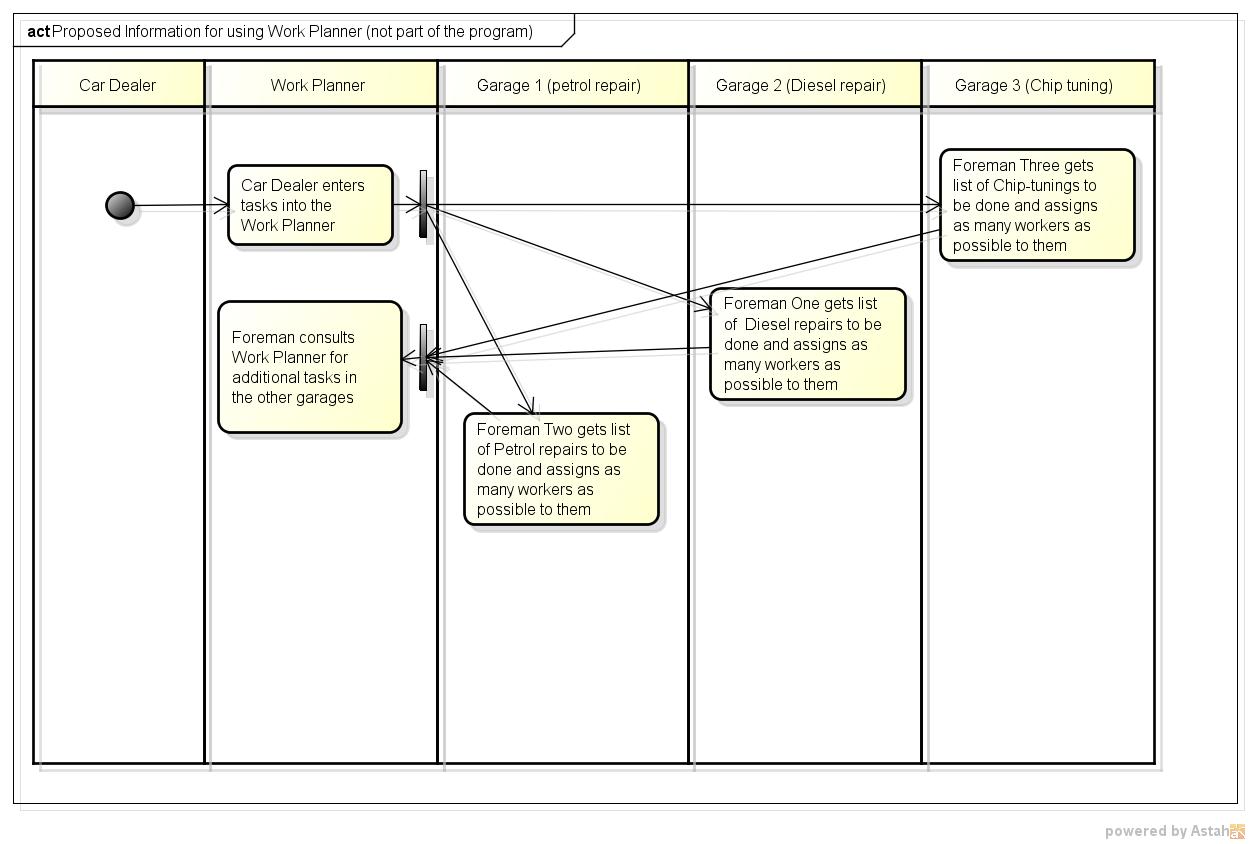 act Proposed Information for using Work Planner (not part of the program)
Car Dealer
Work Planner
Garage 1 (petrol repair)
Garage 2 (Diesel repair)
Garage 3 (Chip tuning)
Car Dealer enters
tasks into the
Work Planner
Foreman Three gets
list of Chip-tunings to
be done and assigns
as many workers as
possible to them
Foreman One gets list
of  Diesel repairs to be
done and assigns as
many workers as
possible to them
Foreman consults
Work Planner for
additional tasks in
the other garages
Foreman Two gets list
of Petrol repairs to be
done and assigns as
many workers as
possible to them
powered by Astah